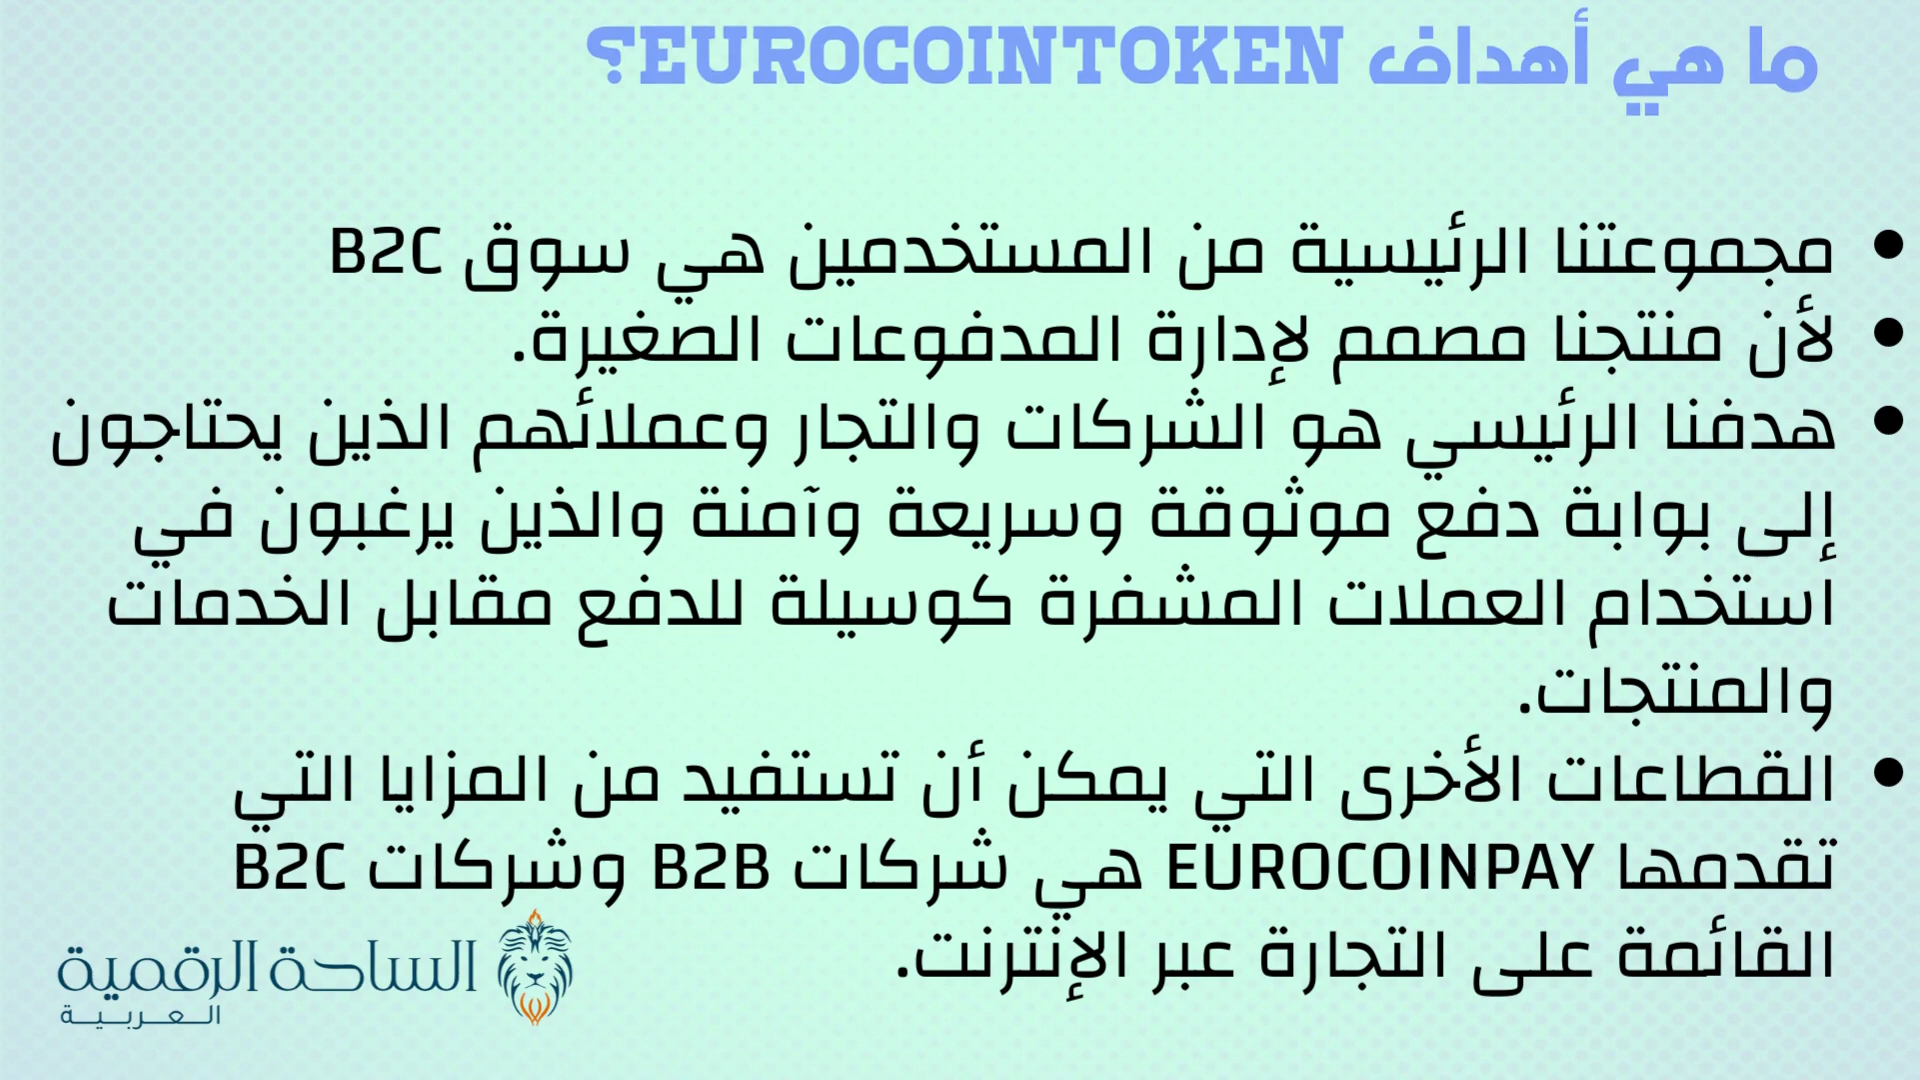 ما هي أهداف EUROCOINTOKEN؟
• مجموعتنا الرئيسية من المستخدمين هي سوق B2C
• لأن منتجنا مصمم لإدارة المدفوعات الصغيرة.
• هدفنا الرئيسي هو الشركات والتجار وعملائهم الذين يحتاجون
إلى بوابة دفع موثوقة وسريعة وآمنة والذين يرغبون في
استخدام العملات المشفرة كوسيلة للدفع مقابل الخدمات
والمنتجات.
• القطاعات الأخرى التي يمكن أن تستفيد من المزايا التي
تقدمها EUROCOINPAY هي شركات B2B وشركات B2C
القائمة على التجارة عبر الإنترنت.
الساحة الرقمية
العربية